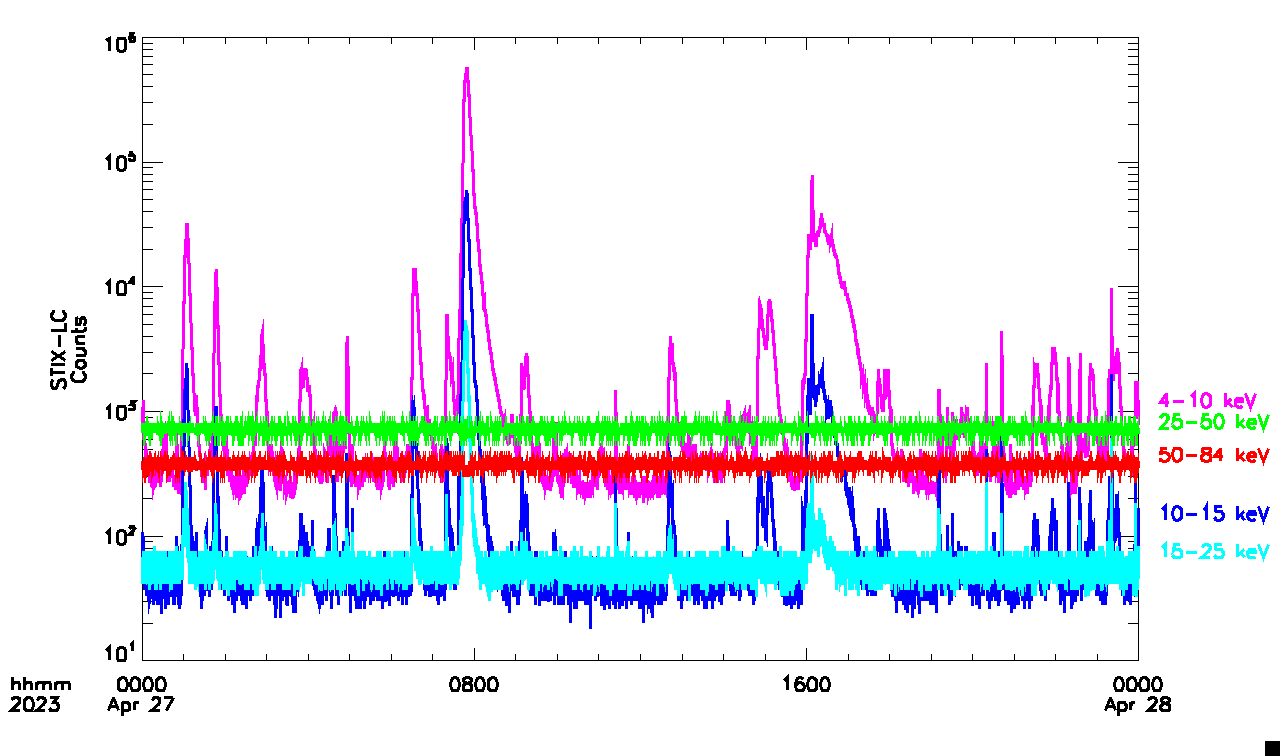 10⁶
10⁵
10⁴
10³
10²
10¹
STIX-LC
Counts
4-10 keV
25-50 keV
50-84 keV
10-15 keV
15-25 keV
hhmm 0000 0800 1600 0000
2023 Apr 27 Apr 28